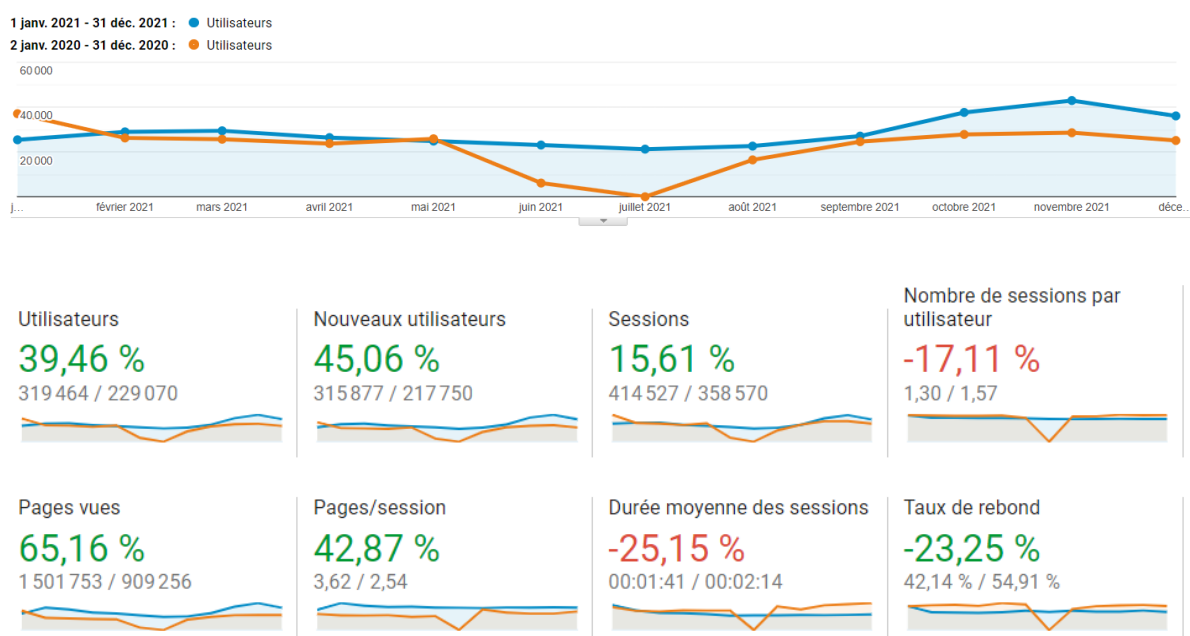 1 janv. 2021 - 31 déc. 2021 : Utilisateurs
2 janv. 2020 - 31 déc. 2020 : Utilisateurs
60 000
40 000
20 000
j... février 2021 mars 2021 avril 2021 mai 2021 juin 2021 juillet 2021 août 2021 septembre 2021 octobre 2021 novembre 2021 déce...
Utilisateurs
39,46 %
319 464 / 229 070
Nouveaux utilisateurs
45,06 %
315 877 / 217 750
Sessions
15,61 %
414 527 / 358 570
Nombre de sessions par
utilisateur
-17,11 %
1,30 / 1,57
Pages vues
65,16 %
1 501 753 / 909 256
Pages/session
42,87 %
3,62 / 2,54
Durée moyenne des sessions
-25,15 %
00:01:41 / 00:02:14
Taux de rebond
-23,25 %
42,14 % / 54,91 %